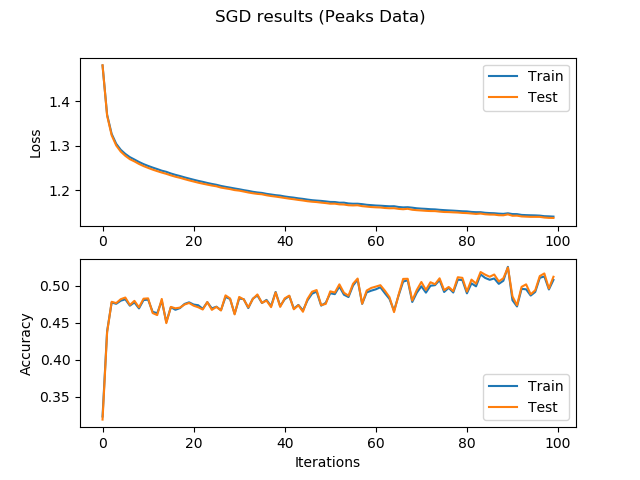 SGD results (Peaks Data)
1.4
1.3
1.2
Loss
Train
Test
0 20 40 60 80 100
0.50
0.45
0.40
0.35
Accuracy
Train
Test
0 20 40 60 80 100
Iterations